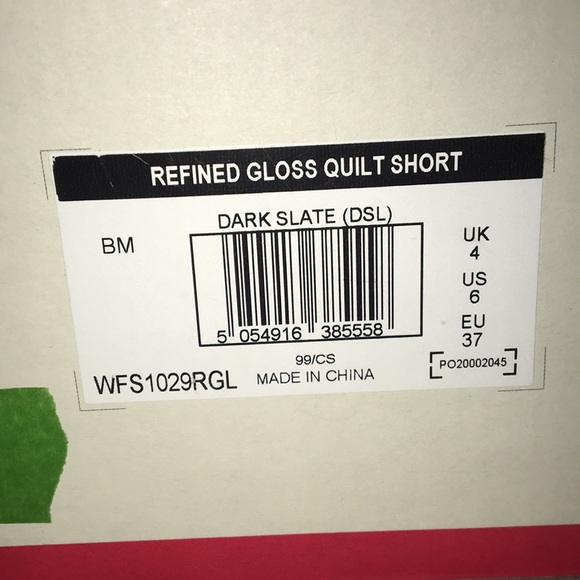 REFINED GLOSS QUILT SHORT
DARK SLATE (DSL)
BM
UK
4
US
6
EU
37
5 054916 385558
99/CS
WFS1029RGL
MADE IN CHINA
PO20002045